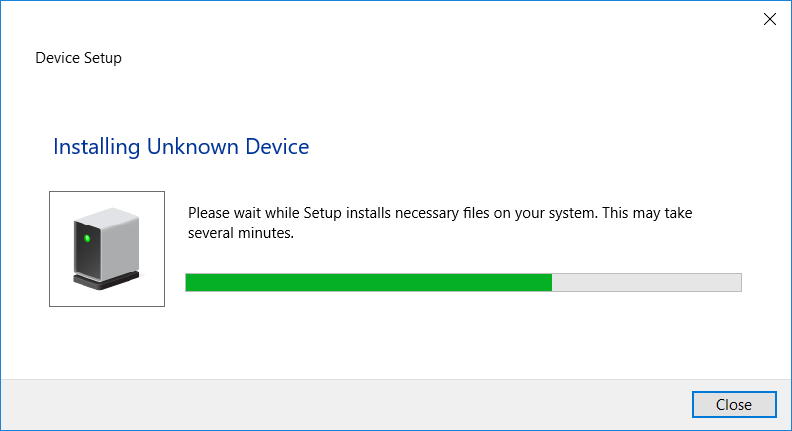 Device Setup
Installing Unknown Device
Please wait while Setup installs necessary files on your system. This may take
several minutes.
Close